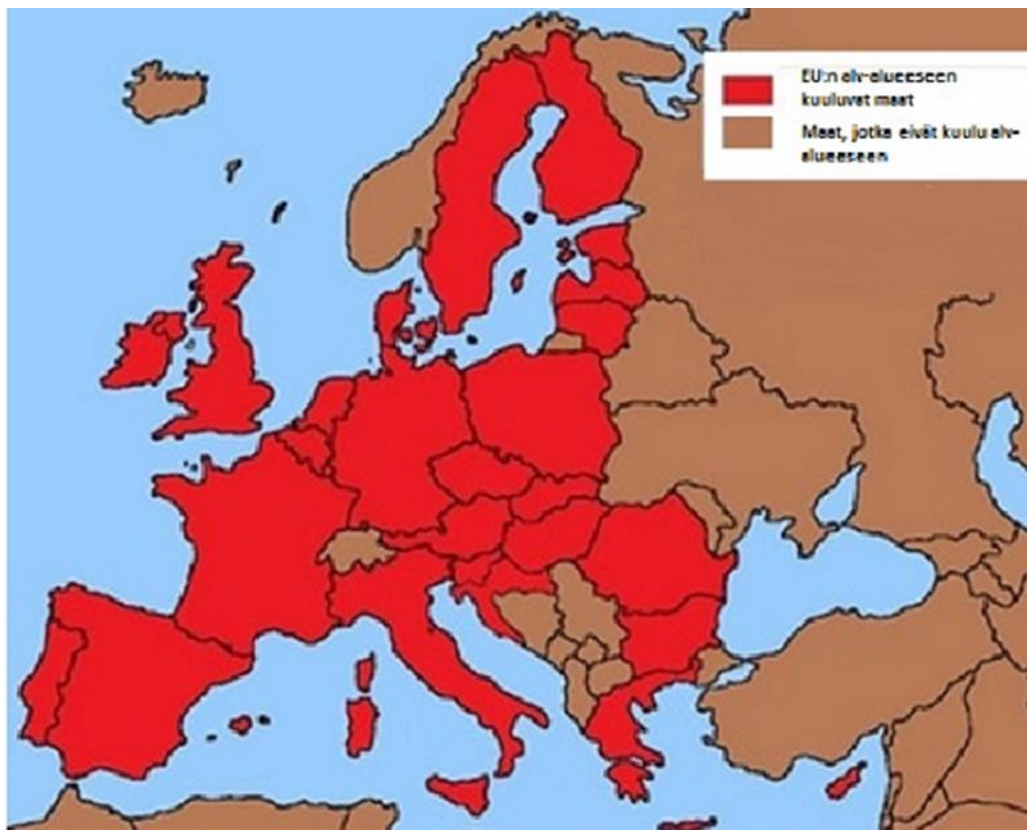 EU:n alv-alueeseen
kuuluvat maat
Maat, jotka eivät kuulu alv-
alueeseen